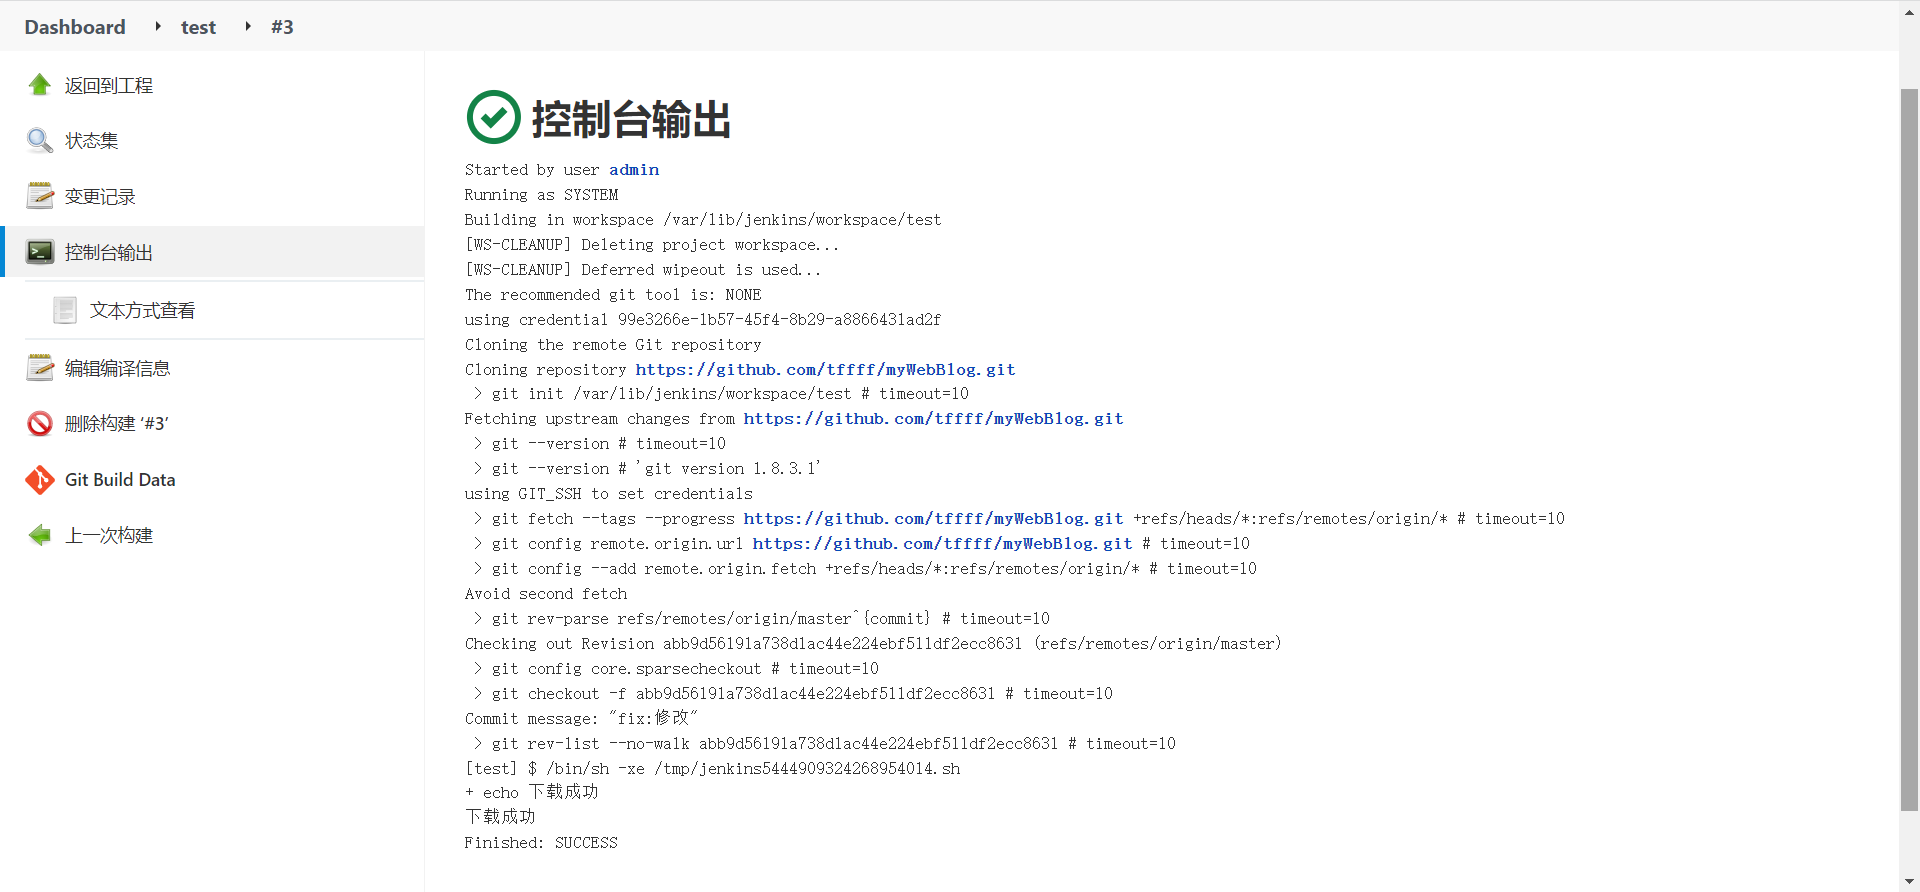 Dashboard test #3
返回到工程
状态集
变更记录
控制台输出
文本方式查看
编辑编译信息
删除构建 ‘#3’
Git Build Data
上一次构建
控制台输出
Started by user admin
Running as SYSTEM
Building in workspace /var/lib/jenkins/workspace/test
[WS-CLEANUP] Deleting project workspace...
[WS-CLEANUP] Deferred wipeout is used...
The recommended git tool is: NONE
using credential 99e3266e-1b57-45f4-8b29-a8866431ad2f
Cloning the remote Git repository
Cloning repository https://github.com/tffff/myWebBlog.git
 > git init /var/lib/jenkins/workspace/test # timeout=10
Fetching upstream changes from https://github.com/tffff/myWebBlog.git
 > git --version # timeout=10
 > git --version # 'git version 1.8.3.1'
using GIT_SSH to set credentials
 > git fetch --tags --progress https://github.com/tffff/myWebBlog.git +refs/heads/*:refs/remotes/origin/* # timeout=10
 > git config remote.origin.url https://github.com/tffff/myWebBlog.git # timeout=10
 > git config --add remote.origin.fetch +refs/heads/*:refs/remotes/origin/* # timeout=10
Avoid second fetch
 > git rev-parse refs/remotes/origin/master^{commit} # timeout=10
Checking out Revision abb9d56191a738d1ac44e224ebf511df2ecc8631 (refs/remotes/origin/master)
 > git config core.sparsecheckout # timeout=10
 > git checkout -f abb9d56191a738d1ac44e224ebf511df2ecc8631 # timeout=10
Commit message: "fix:修改"
 > git rev-list --no-walk abb9d56191a738d1ac44e224ebf511df2ecc8631 # timeout=10
[test] $ /bin/sh -xe /tmp/jenkins5444909324268954014.sh
+ echo 下载成功
下载成功
Finished: SUCCESS